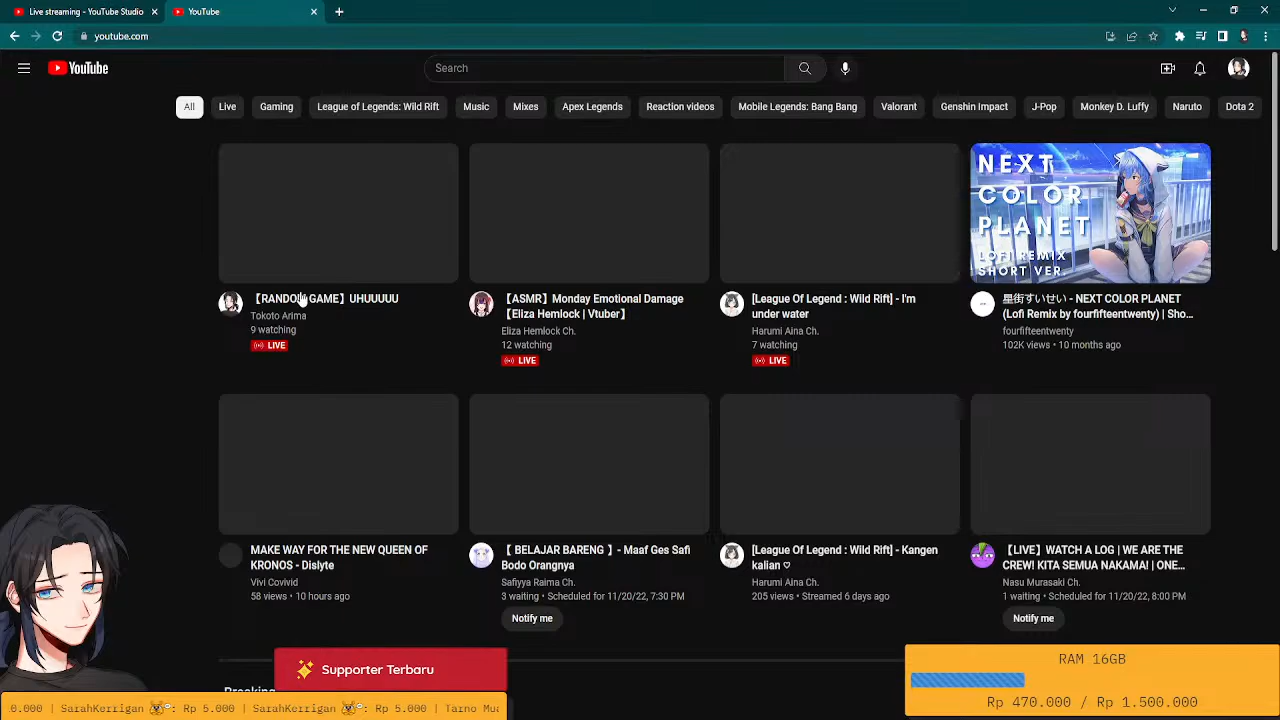 Live streaming - YouTube Studio
YouTube
youtube.com
YouTube
Search
All
Live
Gaming
League of Legends: Wild Rift
Music
Mixes
Apex Legends
Reaction videos
Mobile Legends: Bang Bang
Valorant
Genshin Impact
J-Pop
Monkey D. Luffy
Naruto
Dota 2
NEXT
COLOR
PLANET
LOFI REMIX
SHORT VER.
【RANDOM GAME】UHUUUUU
Tokoto Arima
9 watching
LIVE
【ASMR】Monday Emotional Damage
【Eliza Hemlock | Vtuber】
Eliza Hemlock Ch.
12 watching
LIVE
[League Of Legend : Wild Rift] - I'm
under water
Harumi Aina Ch.
7 watching
LIVE
星街すいせい - NEXT COLOR PLANET
(Lofi Remix by fourfifteentwenty) | Sho...
fourfifteentwenty
102K views • 10 months ago
MAKE WAY FOR THE NEW QUEEN OF
KRONOS - Dislyte
Vivi Covivid
58 views • 10 hours ago
【 BELAJAR BARENG 】- Maaf Ges Safi
Bodo Orangnya
Safiyya Raima Ch.
3 waiting • Scheduled for 11/20/22, 7:30 PM
Notify me
[League Of Legend : Wild Rift] - Kangen
kalian ♡
Harumi Aina Ch.
205 views • Streamed 6 days ago
【LIVE】WATCH A LOG | WE ARE THE
CREW! KITA SEMUA NAKAMA! | ONE...
Nasu Murasaki Ch.
1 waiting • Scheduled for 11/20/22, 8:00 PM
Notify me
Breaking
Supporter Terbaru
0.000 | SarahKerrigan : Rp 5.000 | SarahKerrigan : Rp 5.000 | Tarno Mu
RAM 16GB
Rp 470.000 / Rp 1.500.000